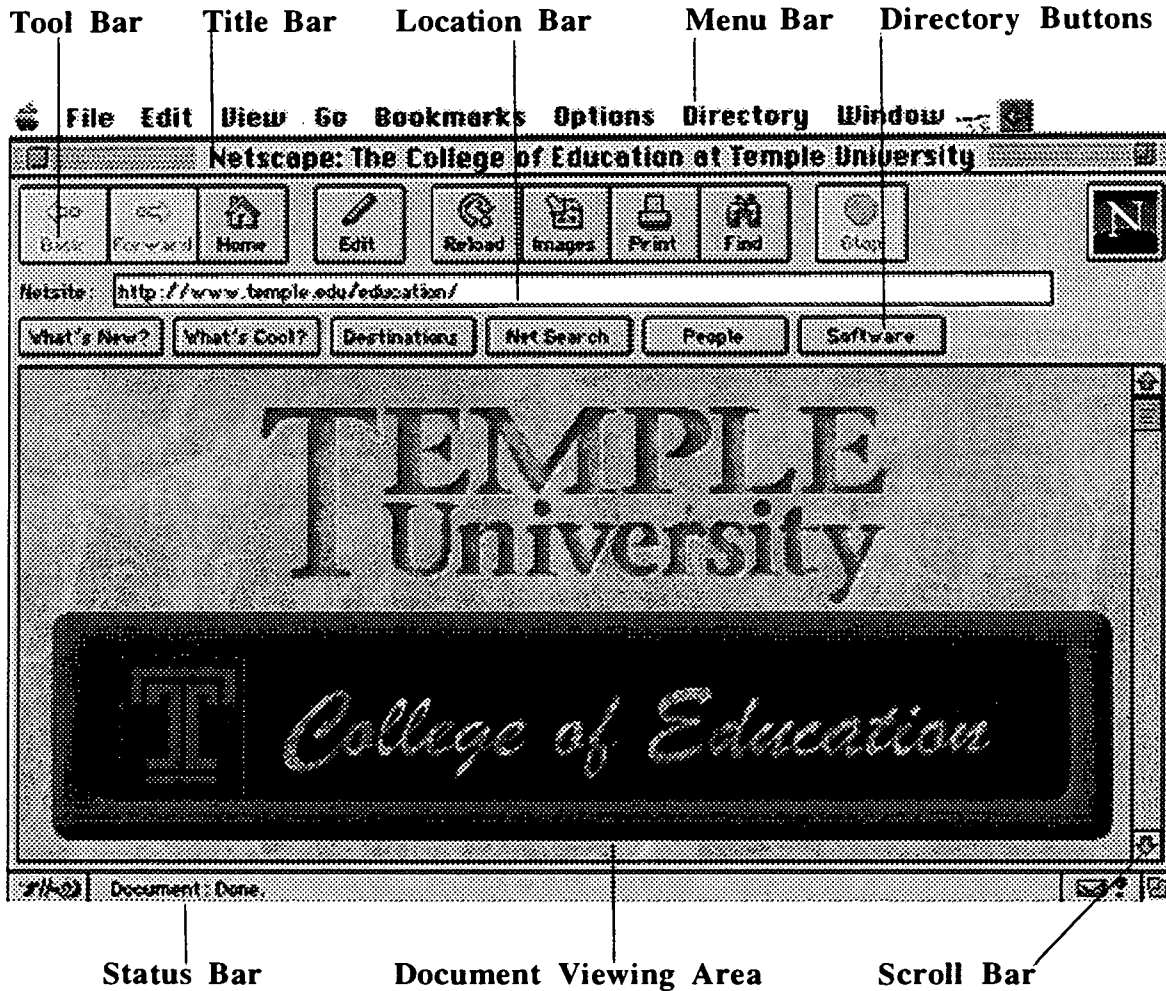 Tool Bar Title Bar Location Bar Menu Bar Directory Buttons
File Edit View Go Bookmarks Options Directory Window
Netscape: The College of Education at Temple University
Back Forward Home Edit Reload Images Print Find Stop
N
Netsite: http://www.temple.edu/education/
What's New? What's Cool? Destinations Net Search People Software
TEMPLE
University
T College of Education
Document: Done.
Status Bar Document Viewing Area Scroll Bar